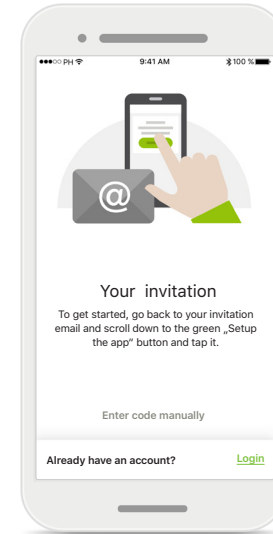 ●●●○○ PH 9:41 AM 100 %
@
Your invitation
To get started, go back to your invitation
email and scroll down to the green „Setup
the app“ button and tap it.
Enter code manually
Already have an account? Login